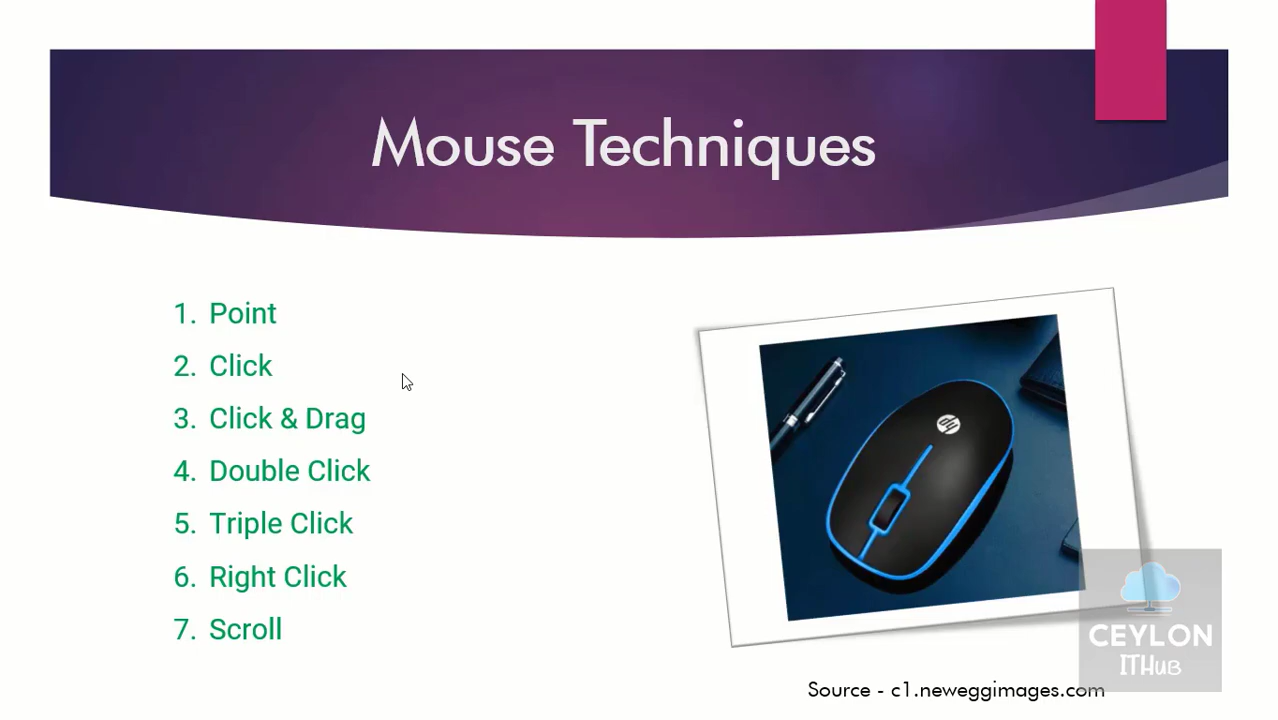 Mouse Techniques
1. Point
2. Click
3. Click & Drag
4. Double Click
5. Triple Click
6. Right Click
7. Scroll
hp
CEYLON
ITHUB
Source - c1.neweggimages.com